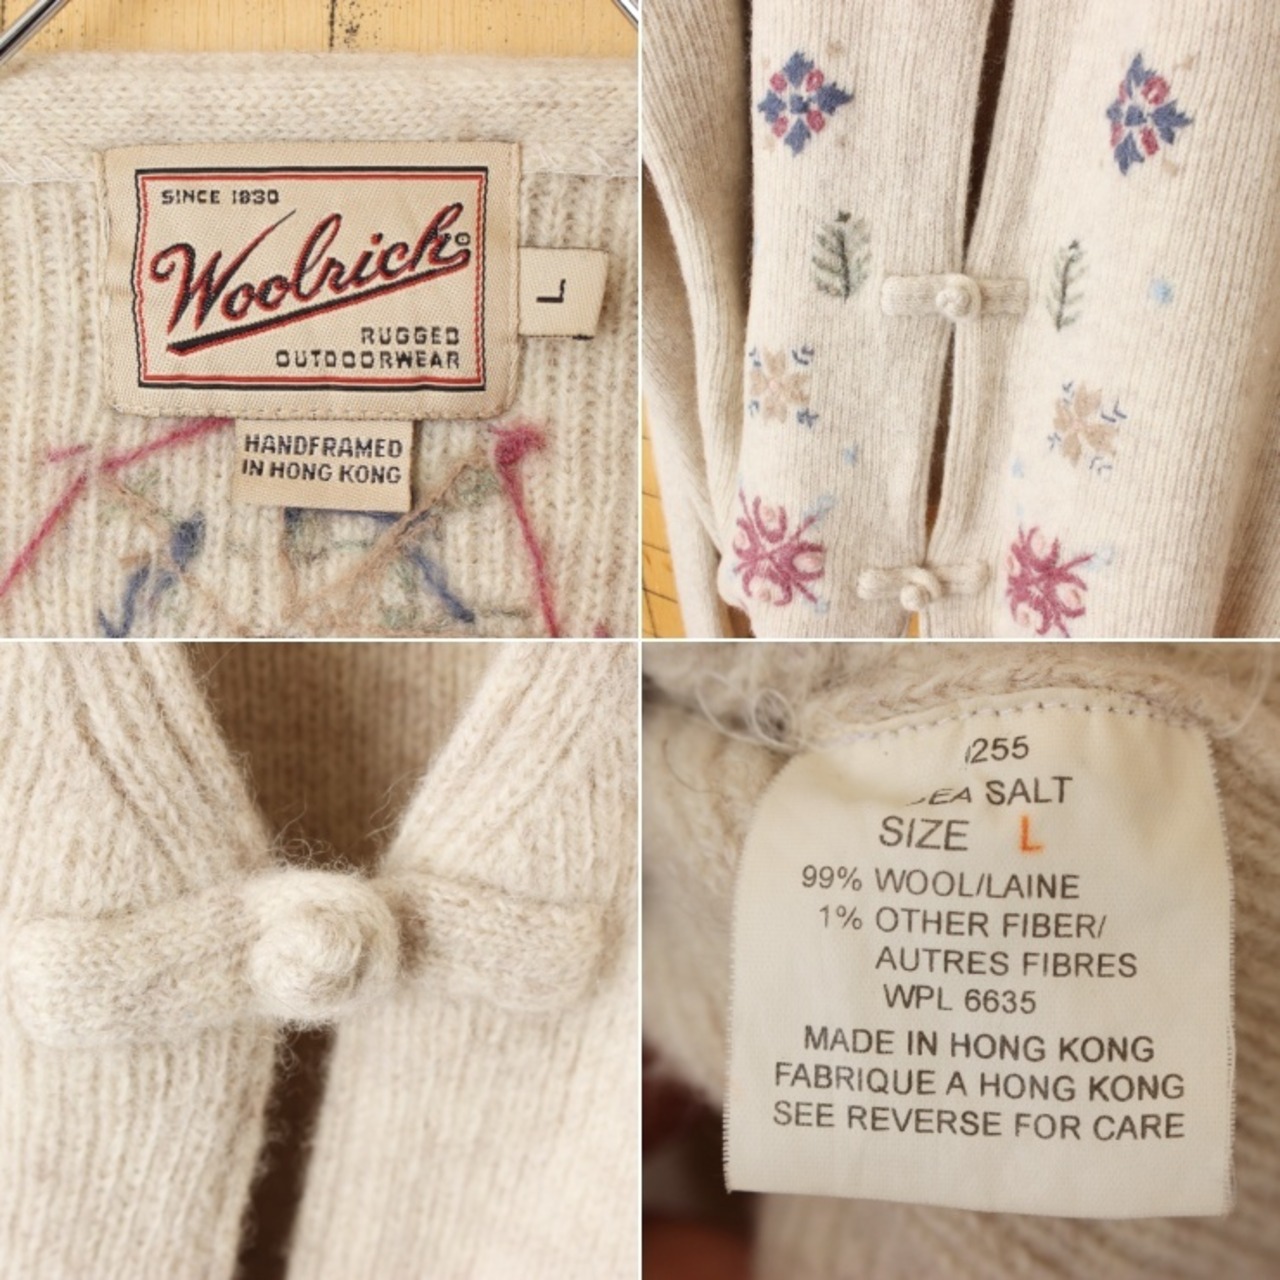 SINCE 1830
Woolrich
RUGGED
OUTDOORWEAR
L
HANDFRAMED
IN HONG KONG
255
SALT
SIZE L
99% WOOL/LAINE
1% OTHER FIBER/
AUTRES FIBRES
WPL 6635
MADE IN HONG KONG
FABRIQUE A HONG KONG
SEE REVERSE FOR CARE